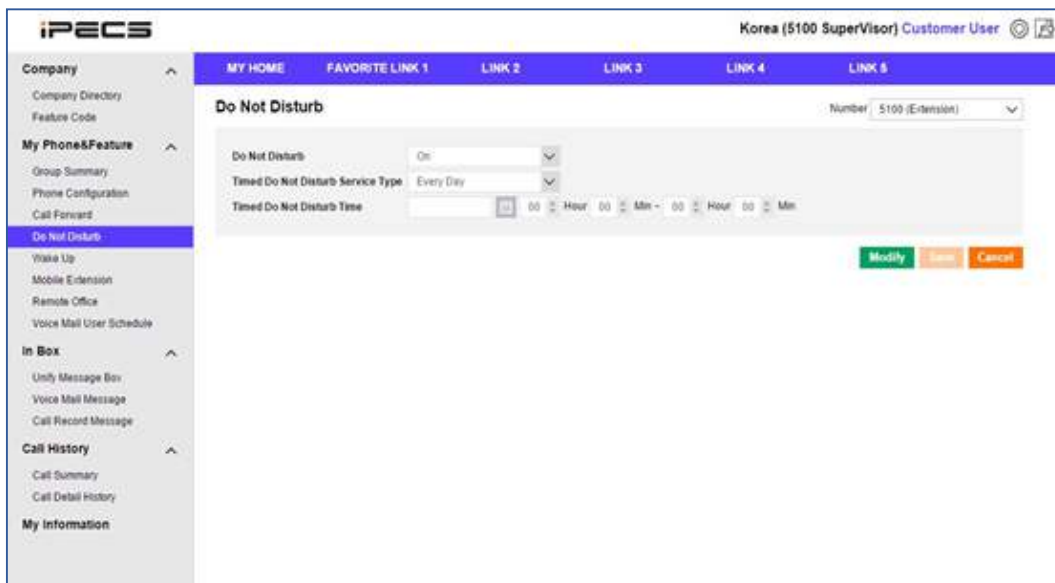 iPECS
Korea (5100 SuperVisor) Customer User
MY HOME FAVORITE LINK 1 LINK 2 LINK 3 LINK 4 LINK 5
Company
Company Directory
Feature Code
My Phone&Feature
Group Summary
Phone Configuration
Call Forward
Do Not Disturb
Wake Up
Mobile Extension
Remote Office
Voice Mail User Schedule
In Box
Unify Message Box
Voice Mail Message
Call Record Message
Call History
Call Summary
Call Detail History
My Information
Do Not Disturb
Number 5100 (Extension)
Do Not Disturb On
Timed Do Not Disturb Service Type Every Day
Timed Do Not Disturb Time 00 Hour 00 Min ~ 00 Hour 00 Min
Modify Save Cancel